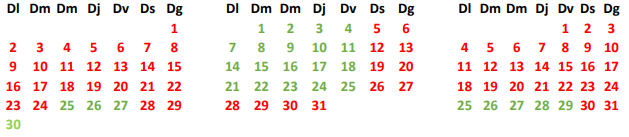 Dl Dm Dm Dj Dv Ds Dg
1
2 3 4 5 6 7 8
9 10 11 12 13 14 15
16 17 18 19 20 21 22
23 24 25 26 27 28 29
30
Dl Dm Dm Dj Dv Ds Dg
1 2 3 4 5 6
7 8 9 10 11 12 13
14 15 16 17 18 19 20
21 22 23 24 25 26 27
28 29 30 31
Dl Dm Dm Dj Dv Ds Dg
1 2 3
4 5 6 7 8 9 10
11 12 13 14 15 16 17
18 19 20 21 22 23 24
25 26 27 28 29 30 31